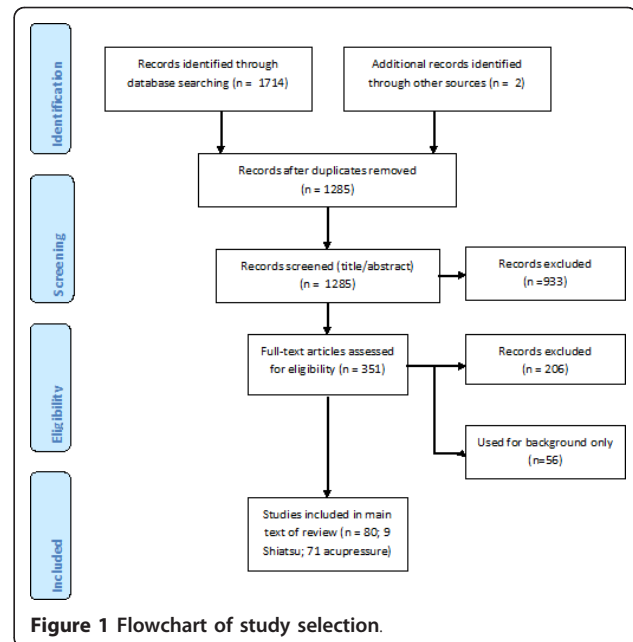 Identification
Records identified through
database searching (n = 1714)
Additional records identified
through other sources (n = 2)
Records after duplicates removed
(n = 1285)
Screening
Records screened (title/abstract)
(n = 1285)
Records excluded
(n =933)
Eligibility
Full-text articles assessed
for eligibility (n = 351)
Records excluded
(n = 206)
Used for background only
(n=56)
Included
Studies included in main
text of review (n = 80; 9
Shiatsu; 71 acupressure)
Figure 1 Flowchart of study selection.